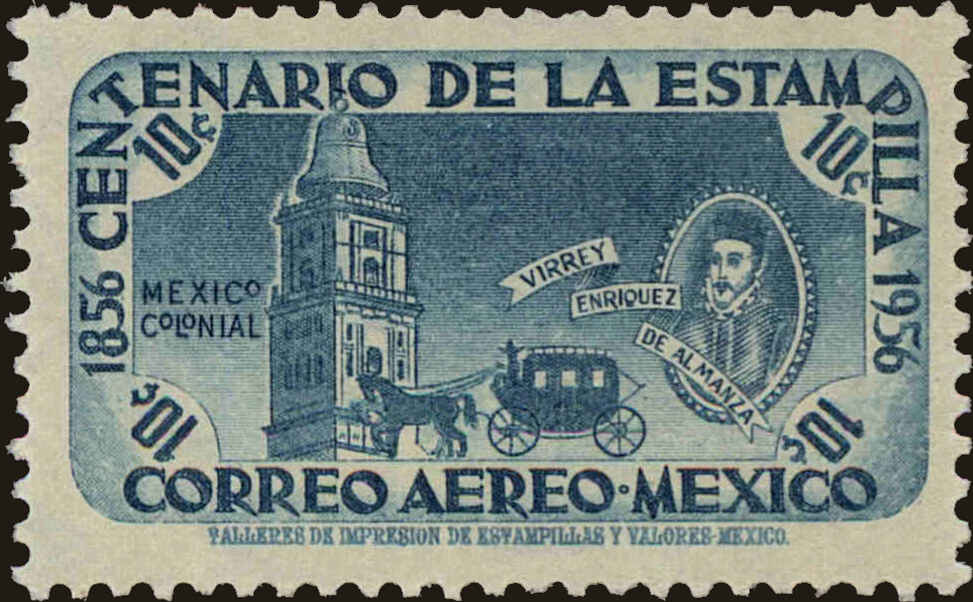 1856 CENTENARIO DE LA ESTAMPILLA 1956
10¢
10¢
MEXICO
COLONIAL
VIRREY
ENRIQUEZ
DE ALMANZA
10¢
10¢
CORREO AEREO·MEXICO
TALLERES DE IMPRESION DE ESTAMPILLAS Y VALORES-MEXICO.